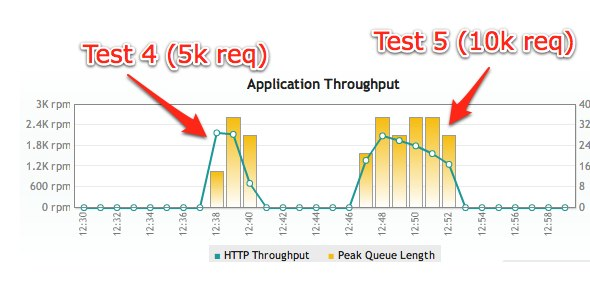 Test 4 (5k req)
Test 5 (10k req)
Application Throughput
3K rpm
2.4K rpm
1.8K rpm
1.2K rpm
600 rpm
0 rpm
40
32
24
16
8
0
12:30
12:32
12:34
12:36
12:38
12:40
12:42
12:44
12:46
12:48
12:50
12:52
12:54
12:56
12:58
HTTP Throughput
Peak Queue Length